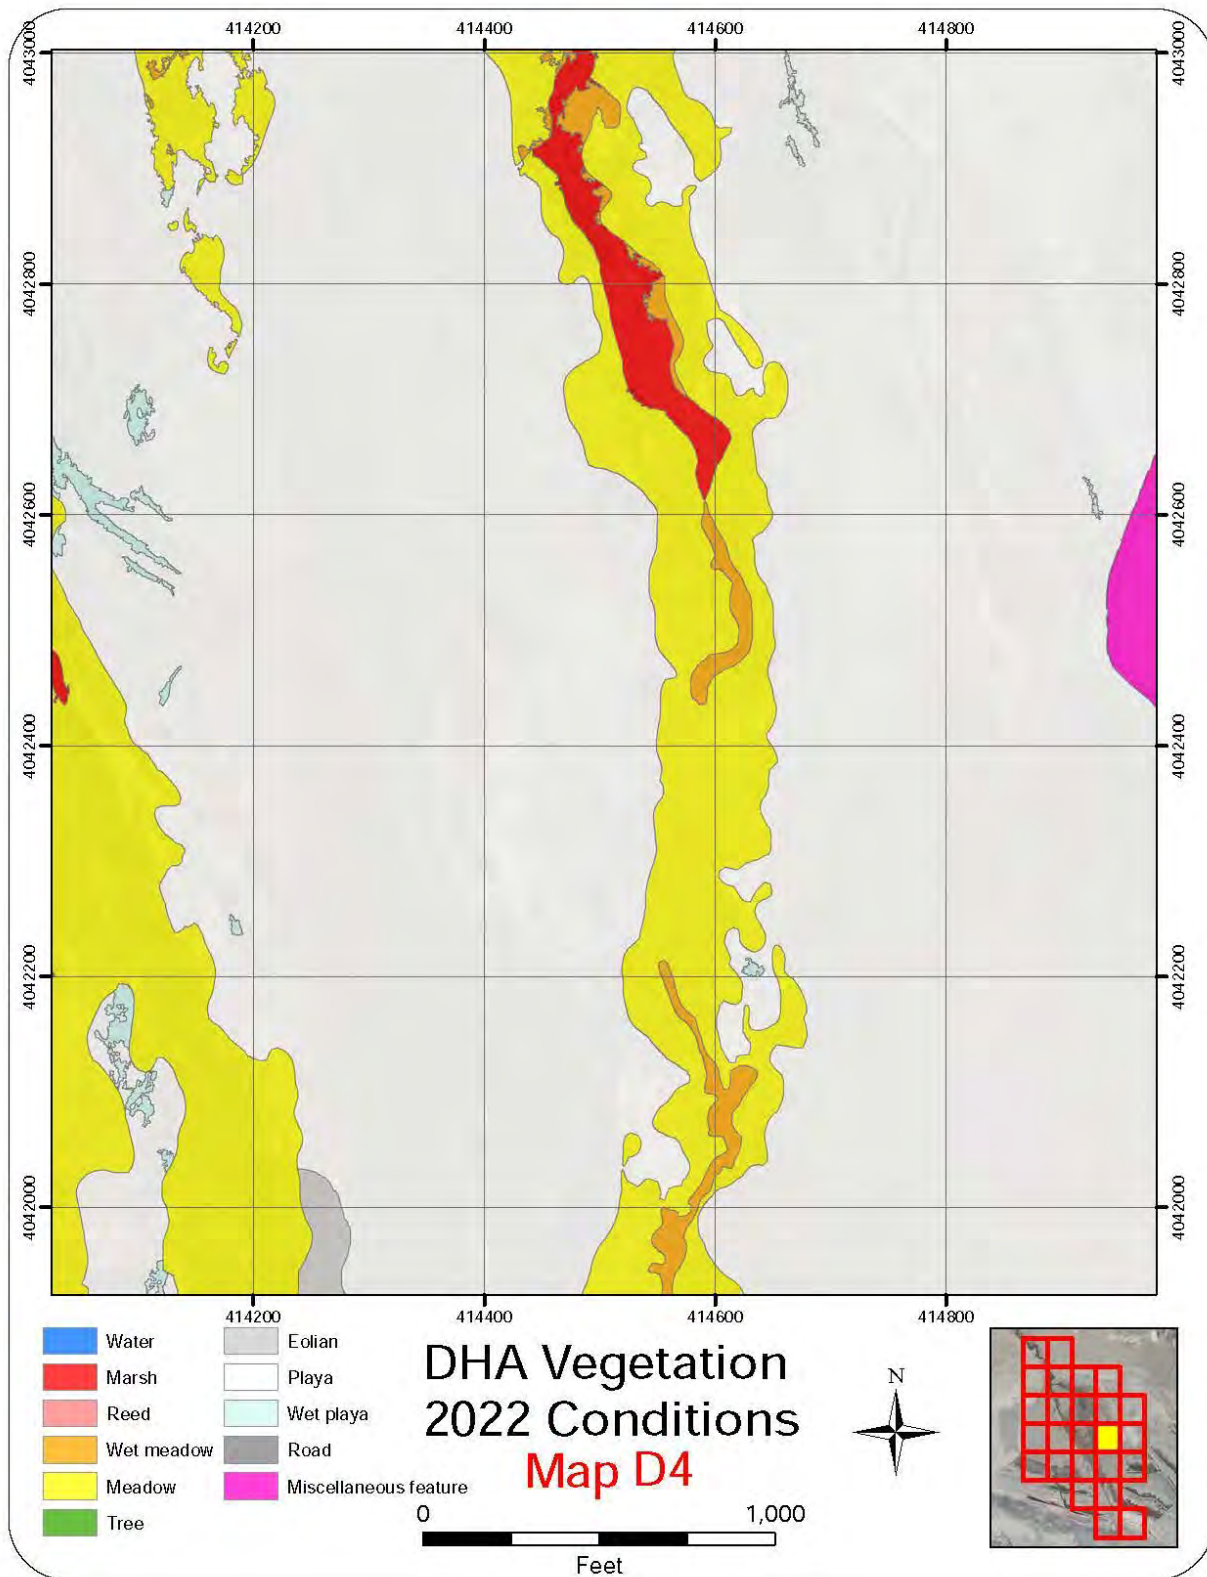 414200 414400 414600 414800
4043000 4043000
4042800 4042800
4042600 4042600
4042400 4042400
4042200 4042200
4042000 4042000
414200 414400 414600 414800
Water
Marsh
Reed
Wet meadow
Meadow
Tree
Eolian
Playa
Wet playa
Road
Miscellaneous feature
DHA Vegetation
2022 Conditions
Map D4
0 1,000
Feet
N